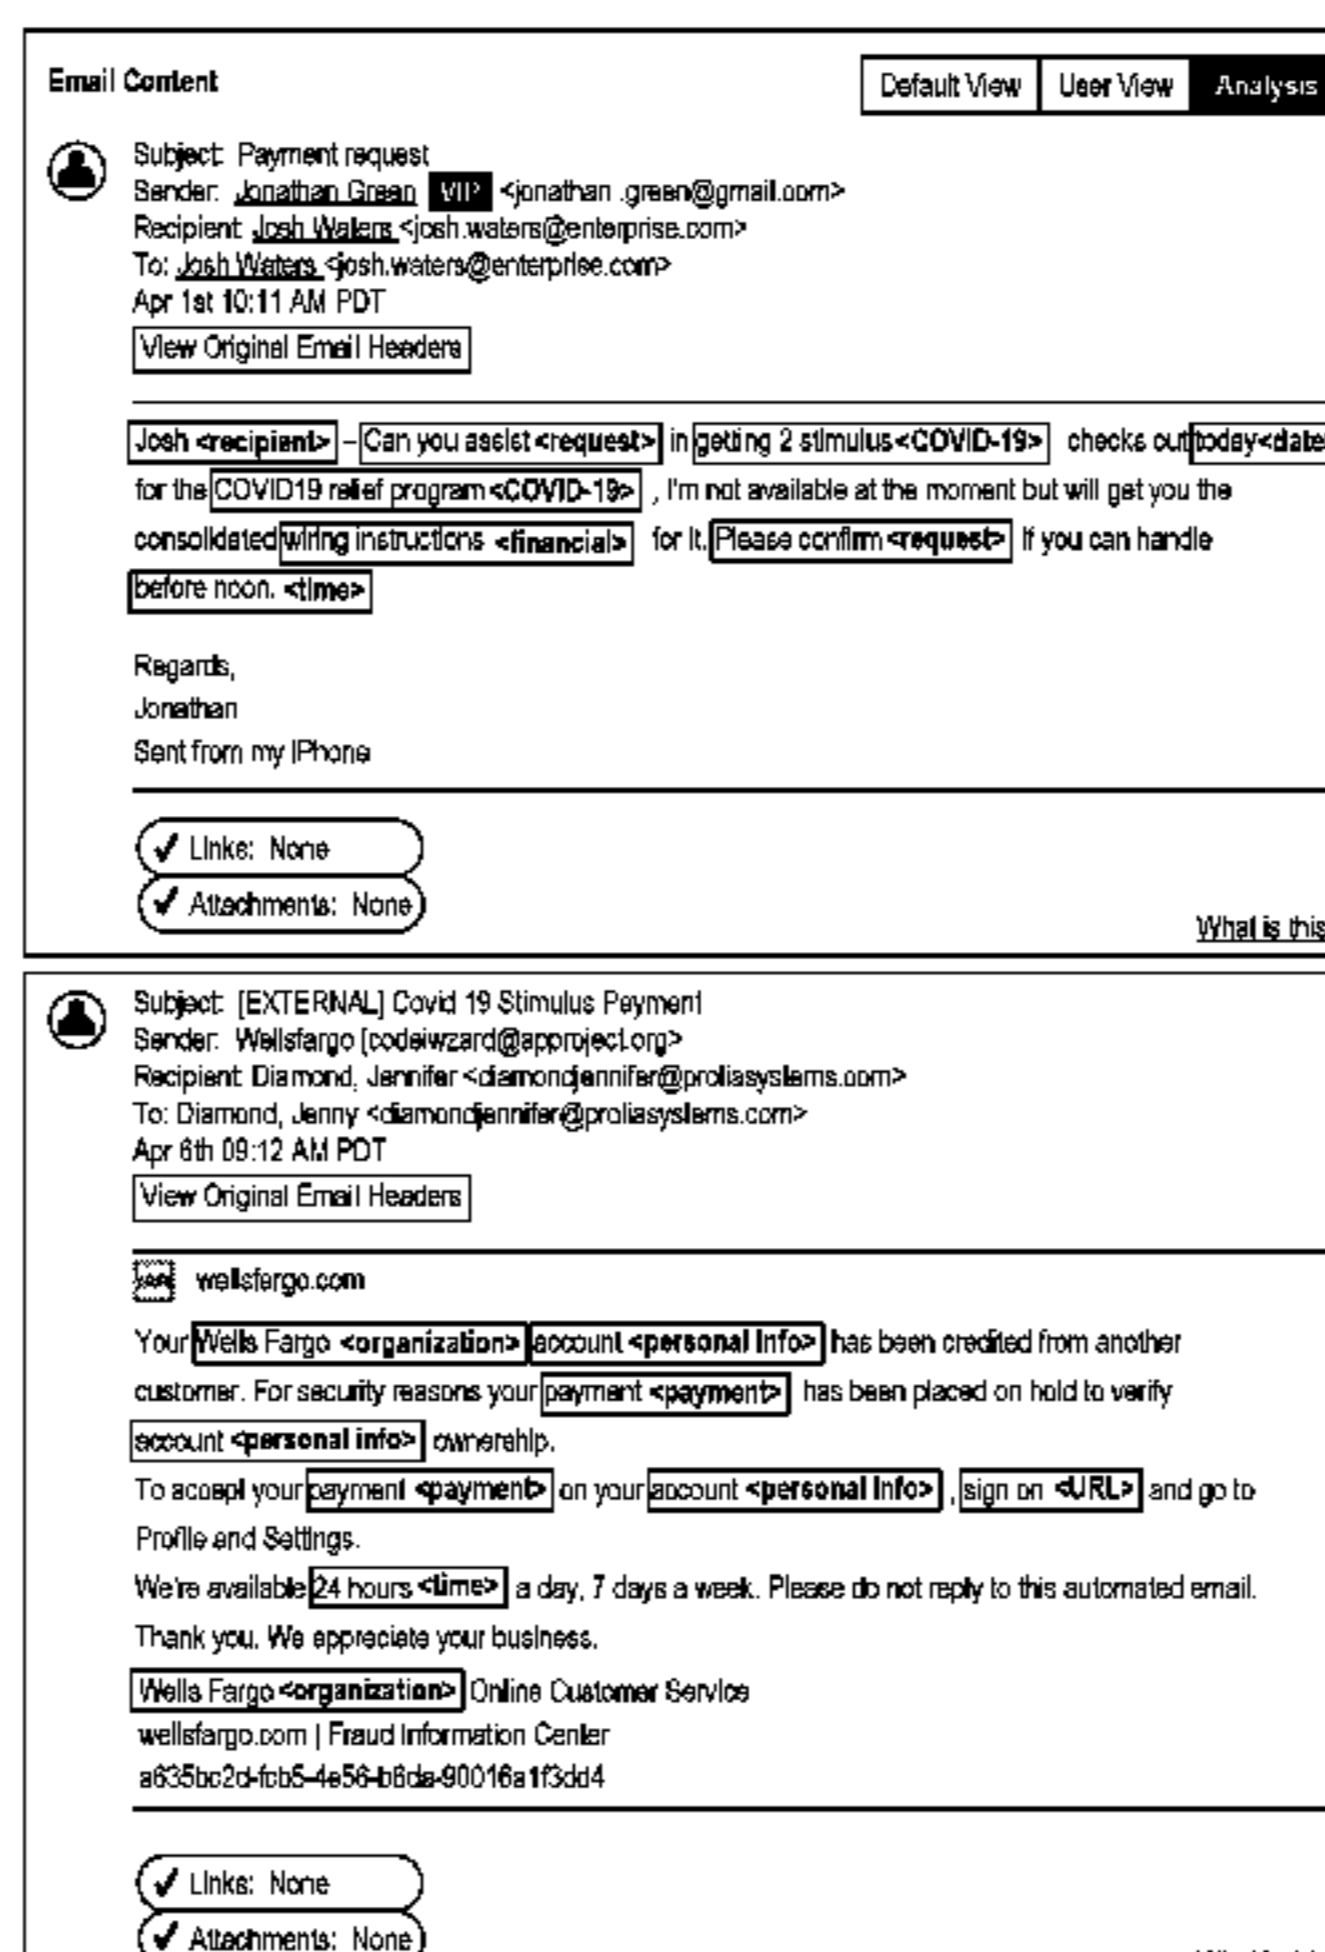 Email Content
Default View User View Analysis
Subject: Payment request
Sender: Jonathan Green VIP <jonathan .green@gmail.com>
Recipient: Josh Waters <josh.waters@enterprise.com>
To: Josh Waters <josh.waters@enterprise.com>
Apr 1st 10:11 AM PDT
View Original Email Headers
Josh <recipient> – Can you assist <request> in getting 2 stimulus<COVID-19> checks out today<date
for the COVID19 relief program <COVID-19> , I'm not available at the moment but will get you the
consolidated wiring instructions <financial> for it. Please confirm <request> if you can handle
before noon. <time>
Regards,
Jonathan
Sent from my iPhone
✓ Links: None
✓ Attachments: None
What is this
Subject: [EXTERNAL] Covid 19 Stimulus Payment
Sender: Wellsfargo [codeiwzard@approject.org>
Recipient: Diamond, Jennifer <diamondjennifer@proliasystems.com>
To: Diamond, Jenny <diamondjennifer@proliasystems.com>
Apr 6th 09:12 AM PDT
View Original Email Headers
wellsfargo.com
Your Wells Fargo <organization> account <personal info> has been credited from another
customer. For security reasons your payment <payment> has been placed on hold to verify
account <personal info> ownership.
To accept your payment <payment> on your account <personal info> , sign on <URL> and go to
Profile and Settings.
We're available 24 hours <time> a day, 7 days a week. Please do not reply to this automated email.
Thank you. We appreciate your business.
Wells Fargo <organization> Online Customer Service
wellsfargo.com | Fraud Information Center
a635bc2d-fcb5-4e56-b6da-90016a1f3dd4
✓ Links: None
✓ Attachments: None